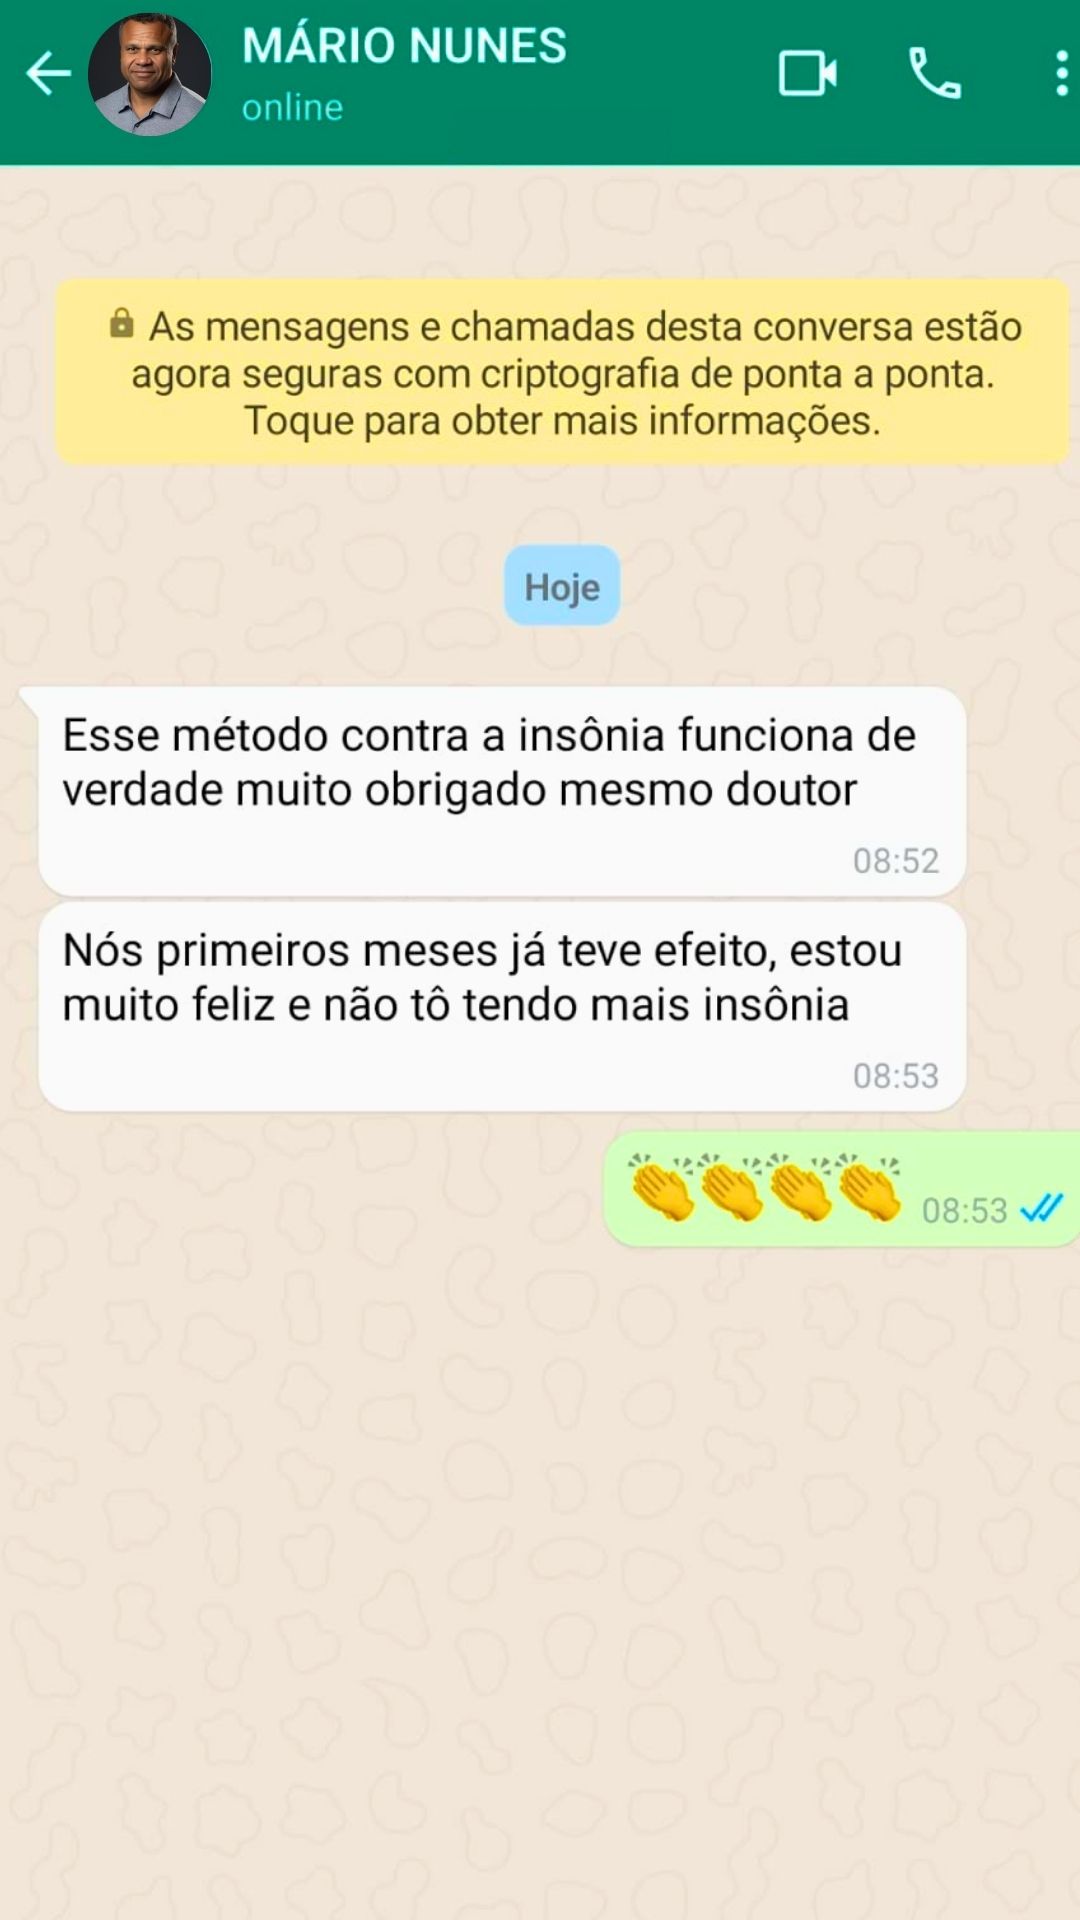 MÁRIO NUNES
online
As mensagens e chamadas desta conversa estão
agora seguras com criptografia de ponta a ponta.
Toque para obter mais informações.
Hoje
Esse método contra a insônia funciona de
verdade muito obrigado mesmo doutor
08:52
Nós primeiros meses já teve efeito, estou
muito feliz e não tô tendo mais insônia
08:53
👏👏👏👏 08:53